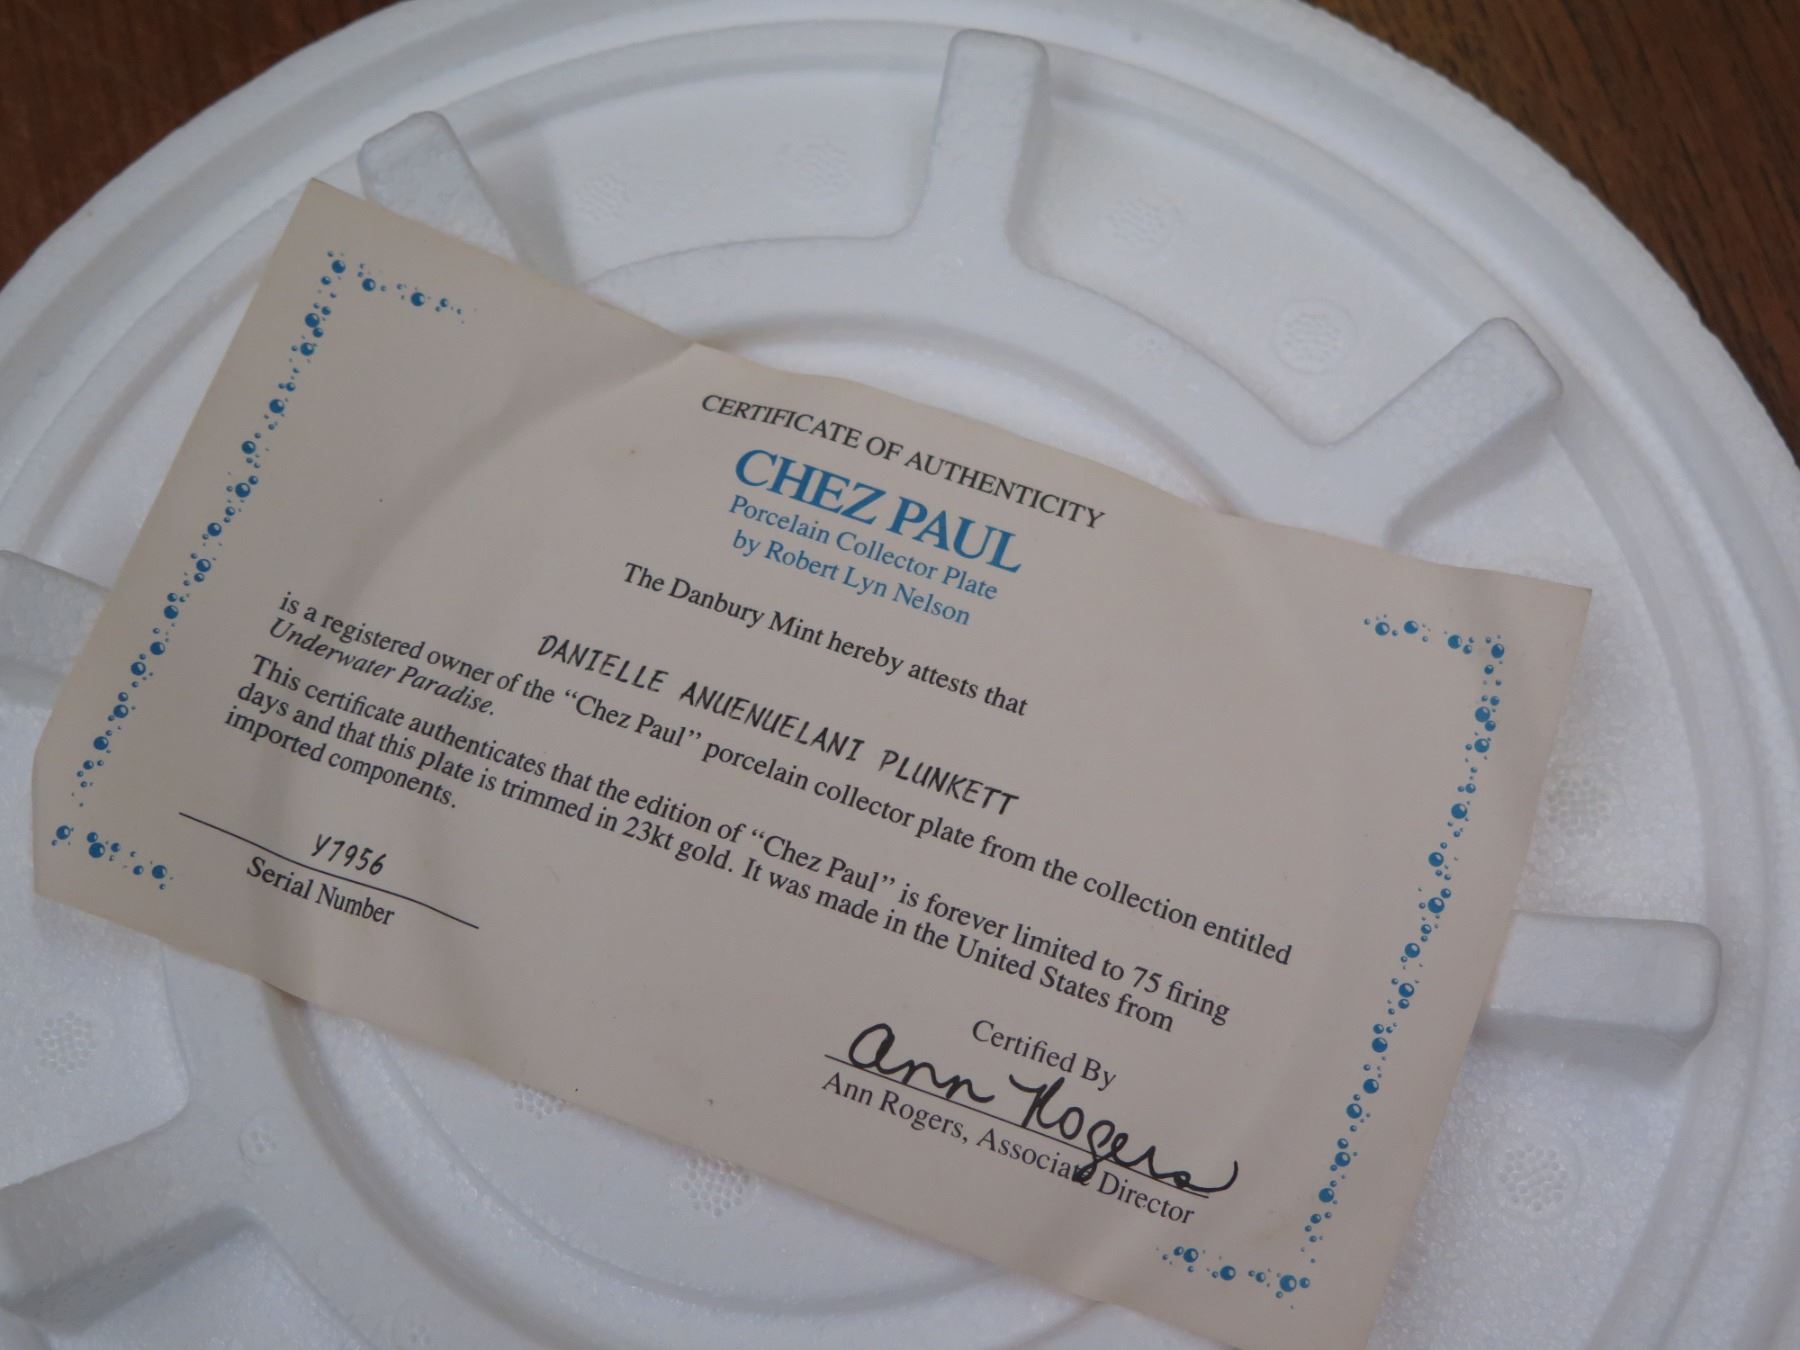 CERTIFICATE OF AUTHENTICITY
CHEZ PAUL
Porcelain Collector Plate
by Robert Lyn Nelson
The Danbury Mint hereby attests that
DANIELLE ANUENUELANI PLUNKETT
is a registered owner of the “Chez Paul” porcelain collector plate from the collection entitled
Underwater Paradise.
This certificate authenticates that the edition of “Chez Paul” is forever limited to 75 firing
days and that this plate is trimmed in 23kt gold. It was made in the United States from
imported components.
Y7956
Serial Number
Certified By
Ann Rogers
Ann Rogers, Associate Director